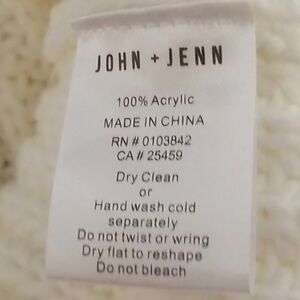 JOHN + JENN
100% Acrylic
MADE IN CHINA
RN # 0103842
CA # 25459
Dry Clean
or
Hand wash cold
separately
Do not twist or wring
Dry flat to reshape
Do not bleach